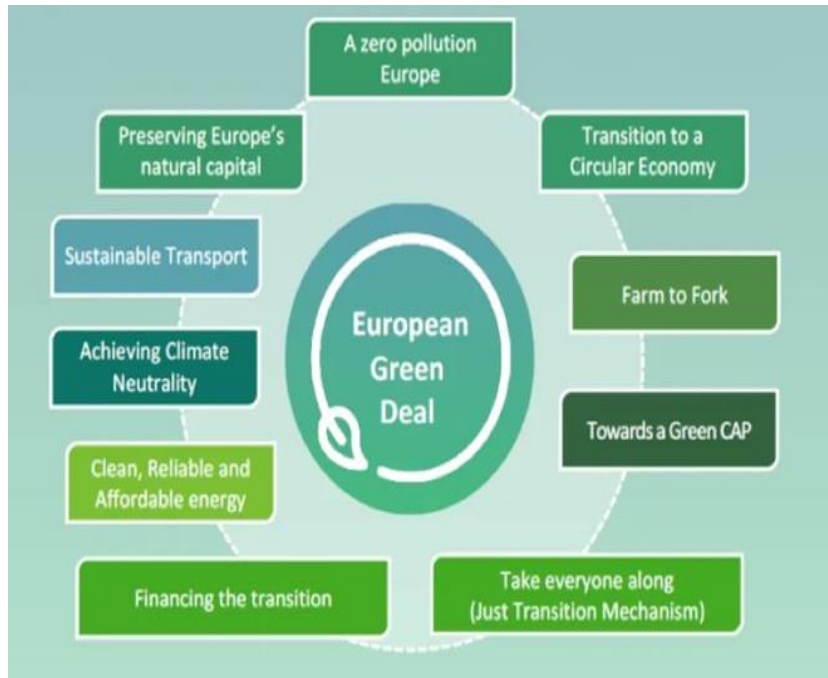 A zero pollution
Europe
Preserving Europe's
natural capital
Transition to a
Circular Economy
Sustainable Transport
Farm to Fork
European
Green
Deal
Achieving Climate
Neutrality
Towards a Green CAP
Clean, Reliable and
Affordable energy
Financing the transition
Take everyone along
(Just Transition Mechanism)